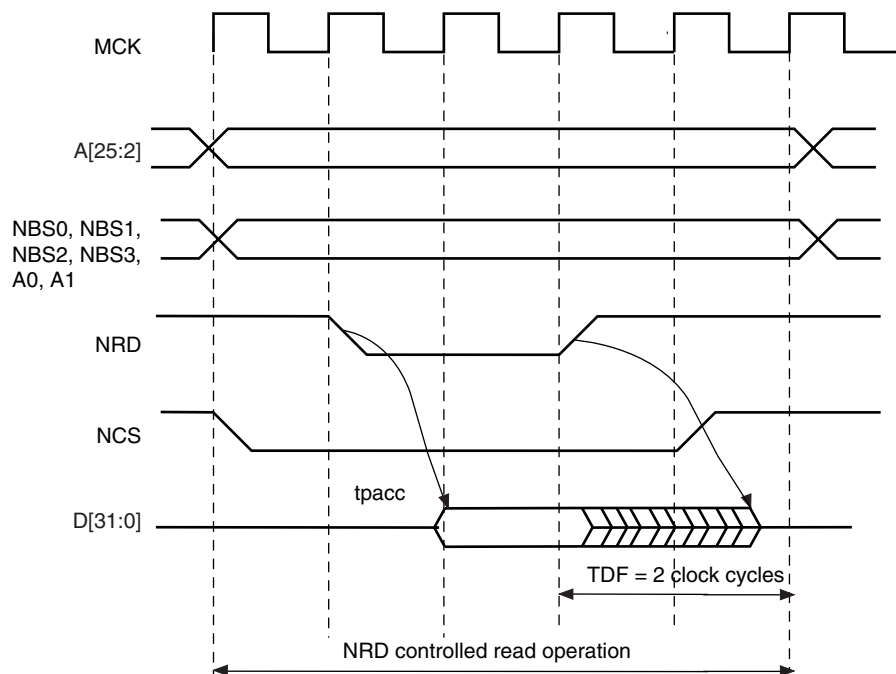 MCK
A[25:2]
NBS0, NBS1,
NBS2, NBS3,
A0, A1
NRD
NCS
tpacc
D[31:0]
TDF = 2 clock cycles
NRD controlled read operation